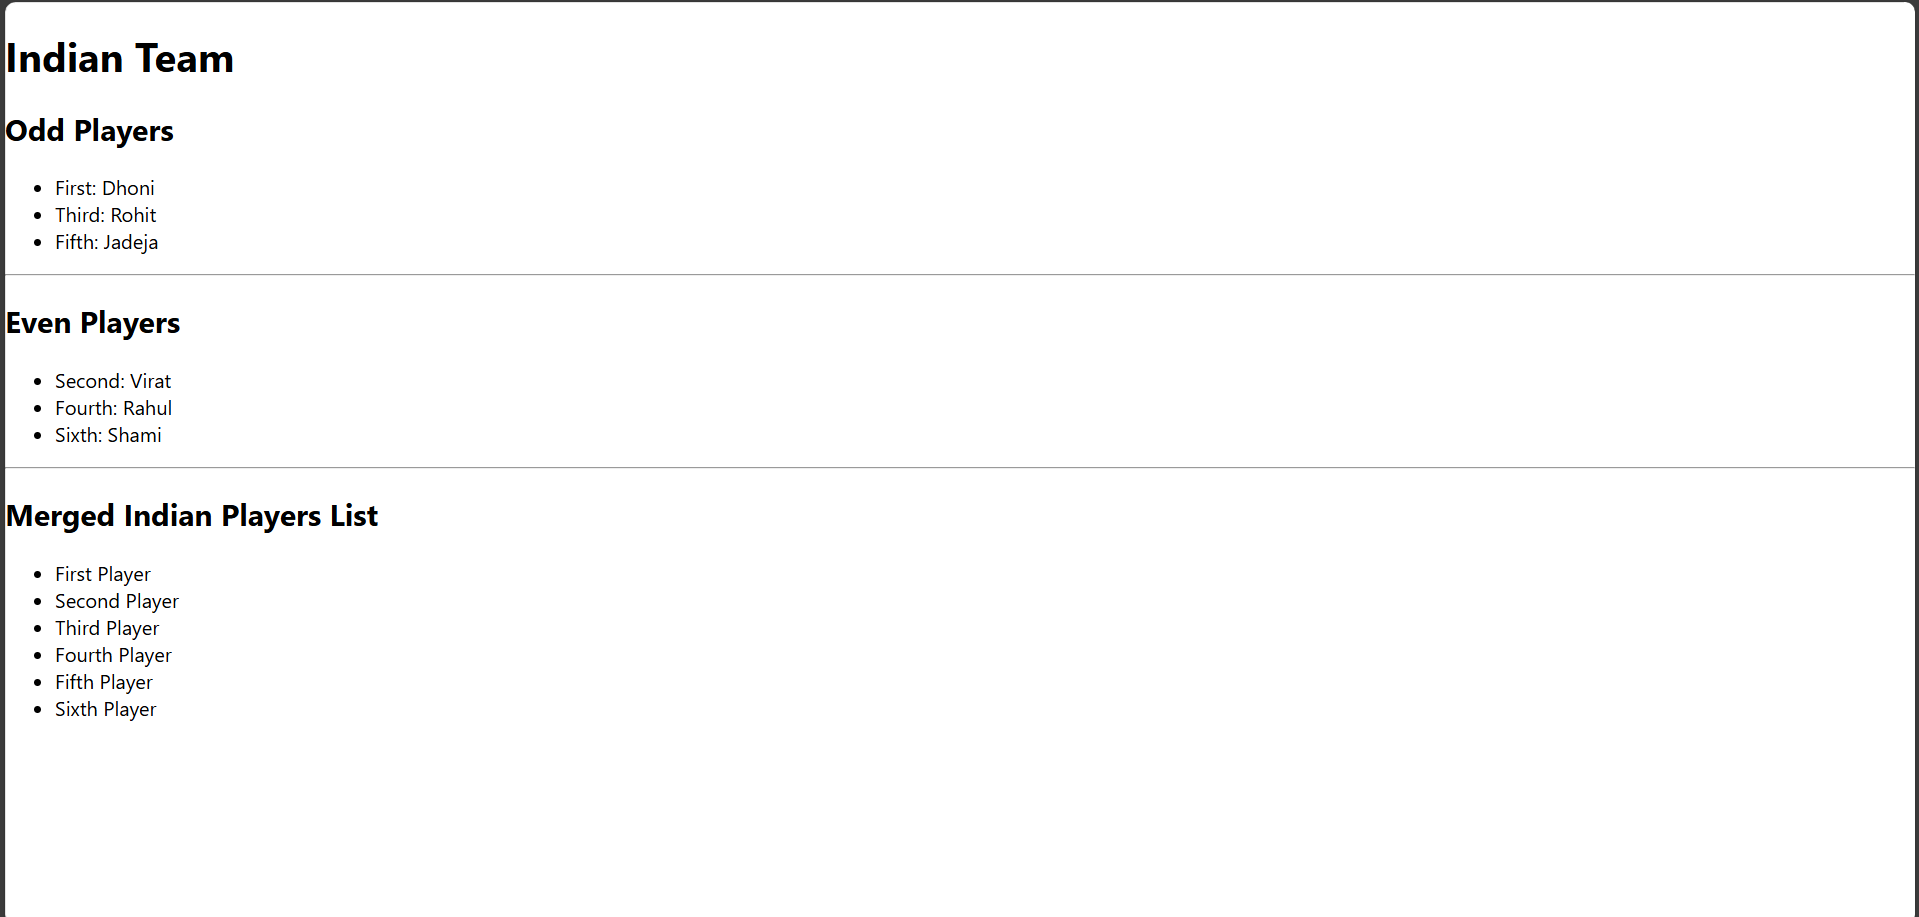 Indian Team
Odd Players
First: Dhoni
Third: Rohit
Fifth: Jadeja
Even Players
Second: Virat
Fourth: Rahul
Sixth: Shami
Merged Indian Players List
First Player
Second Player
Third Player
Fourth Player
Fifth Player
Sixth Player